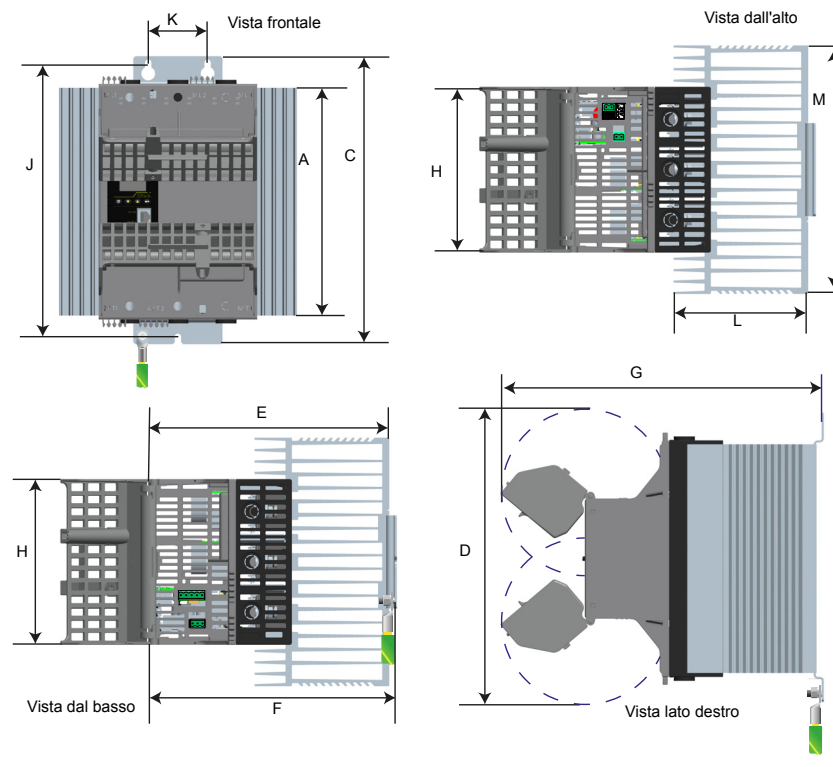 K
Vista frontale
J
A
C
Vista dall'alto
M
H
L
E
H
F
Vista dal basso
G
D
Vista lato destro